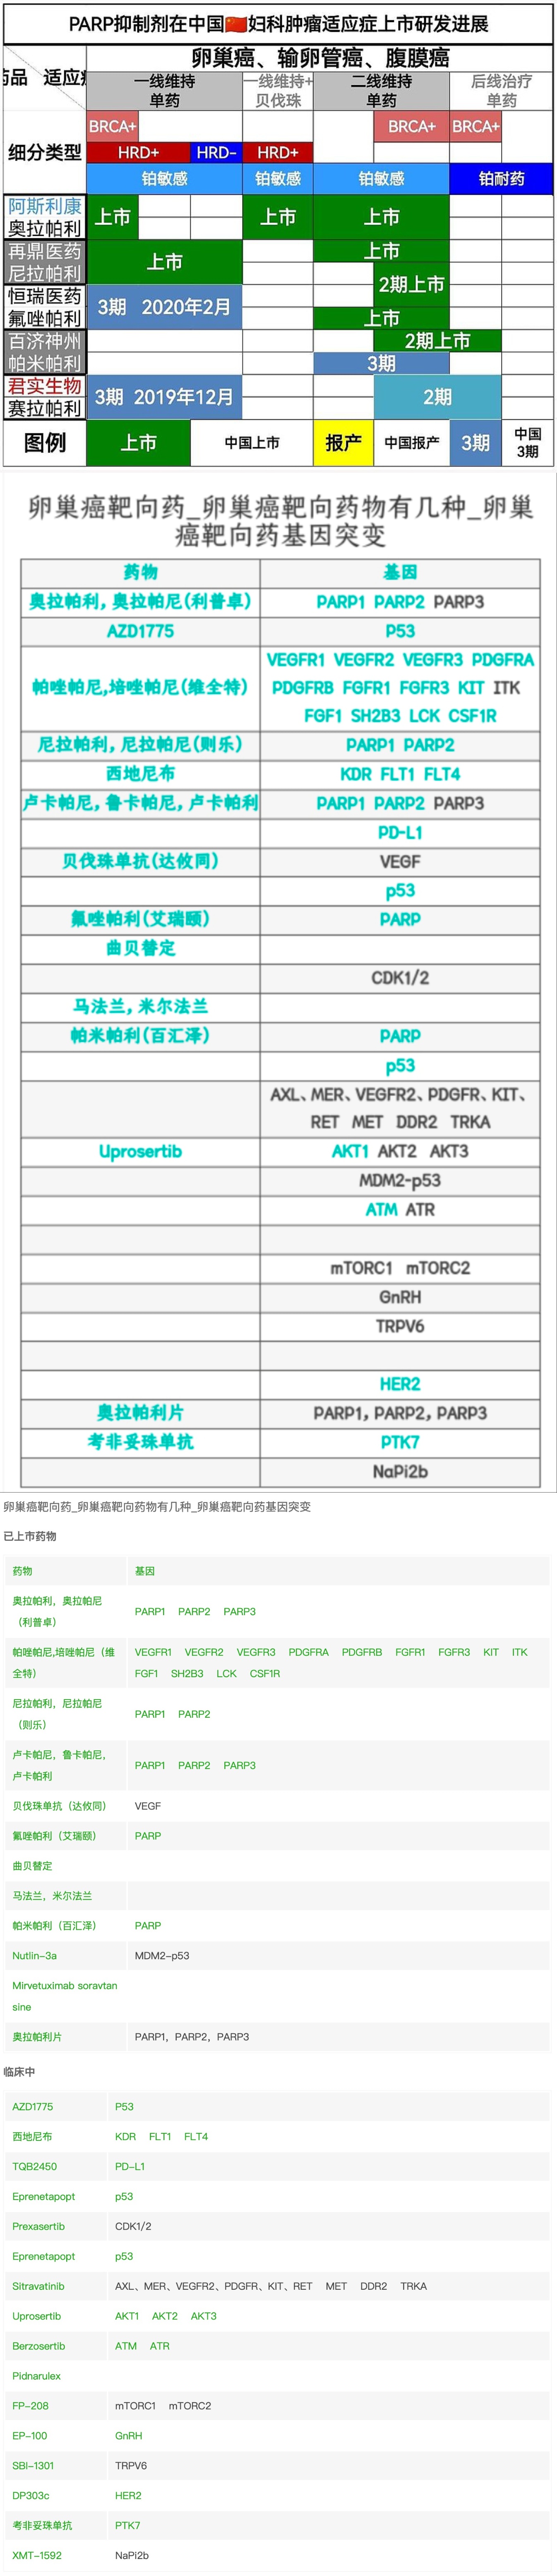 PARP抑制剂在中国🇨🇳妇科肿瘤适应症上市研发进展
药品 适应症 卵巢癌、输卵管癌、腹膜癌
一线维持 一线维持+ 二线维持 后线治疗
单药 贝伐珠 单药 单药
BRCA+ BRCA+ BRCA+
细分类型 HRD+ HRD- HRD+
铂敏感 铂敏感 铂敏感 铂耐药
阿斯利康
奥拉帕利 上市 上市 上市
再鼎医药 上市
尼拉帕利 上市 2期上市
恒瑞医药 3期 2020年2月
氟唑帕利 上市
百济神州 2期上市
帕米帕利 3期
君实生物 3期 2019年12月 2期
赛拉帕利
图例 上市 中国上市 报产 中国报产 3期 中国
3期
卵巢癌靶向药_卵巢癌靶向药物有几种_卵巢
癌靶向药基因突变
药物 基因
奥拉帕利,奥拉帕尼(利普卓) PARP1 PARP2 PARP3
AZD1775 P53
VEGFR1 VEGFR2 VEGFR3 PDGFRA
帕唑帕尼,培唑帕尼(维全特) PDGFRB FGFR1 FGFR3 KIT ITK
FGF1 SH2B3 LCK CSF1R
尼拉帕利,尼拉帕尼(则乐) PARP1 PARP2
西地尼布 KDR FLT1 FLT4
卢卡帕尼,鲁卡帕尼,卢卡帕利 PARP1 PARP2 PARP3
PD-L1
贝伐珠单抗(达攸同) VEGF
p53
氟唑帕利(艾瑞颐) PARP
曲贝替定
CDK1/2
马法兰,米尔法兰
帕米帕利(百汇泽) PARP
p53
AXL、MER、VEGFR2、PDGFR、KIT、
RET MET DDR2 TRKA
Uprosertib AKT1 AKT2 AKT3
MDM2-p53
ATM ATR
mTORC1 mTORC2
GnRH
TRPV6
HER2
奥拉帕利片 PARP1, PARP2, PARP3
考非妥珠单抗 PTK7
NaPi2b
卵巢癌靶向药_卵巢癌靶向药物有几种_卵巢癌靶向药基因突变
已上市药物
药物 基因
奥拉帕利，奥拉帕尼
（利普卓） PARP1 PARP2 PARP3
帕唑帕尼,培唑帕尼（维 VEGFR1 VEGFR2 VEGFR3 PDGFRA PDGFRB FGFR1 FGFR3 KIT ITK
全特） FGF1 SH2B3 LCK CSF1R
尼拉帕利，尼拉帕尼
（则乐） PARP1 PARP2
卢卡帕尼，鲁卡帕尼，
卢卡帕利 PARP1 PARP2 PARP3
贝伐珠单抗（达攸同） VEGF
氟唑帕利（艾瑞颐） PARP
曲贝替定
马法兰，米尔法兰
帕米帕利（百汇泽） PARP
Nutlin-3a MDM2-p53
Mirvetuximab soravtan
sine
奥拉帕利片 PARP1，PARP2，PARP3
临床中
AZD1775 P53
西地尼布 KDR FLT1 FLT4
TQB2450 PD-L1
Eprenetapopt p53
Prexasertib CDK1/2
Eprenetapopt p53
Sitravatinib AXL、MER、VEGFR2、PDGFR、KIT、RET MET DDR2 TRKA
Uprosertib AKT1 AKT2 AKT3
Berzosertib ATM ATR
Pidnarulex
FP-208 mTORC1 mTORC2
EP-100 GnRH
SBI-1301 TRPV6
DP303c HER2
考非妥珠单抗 PTK7
XMT-1592 NaPi2b